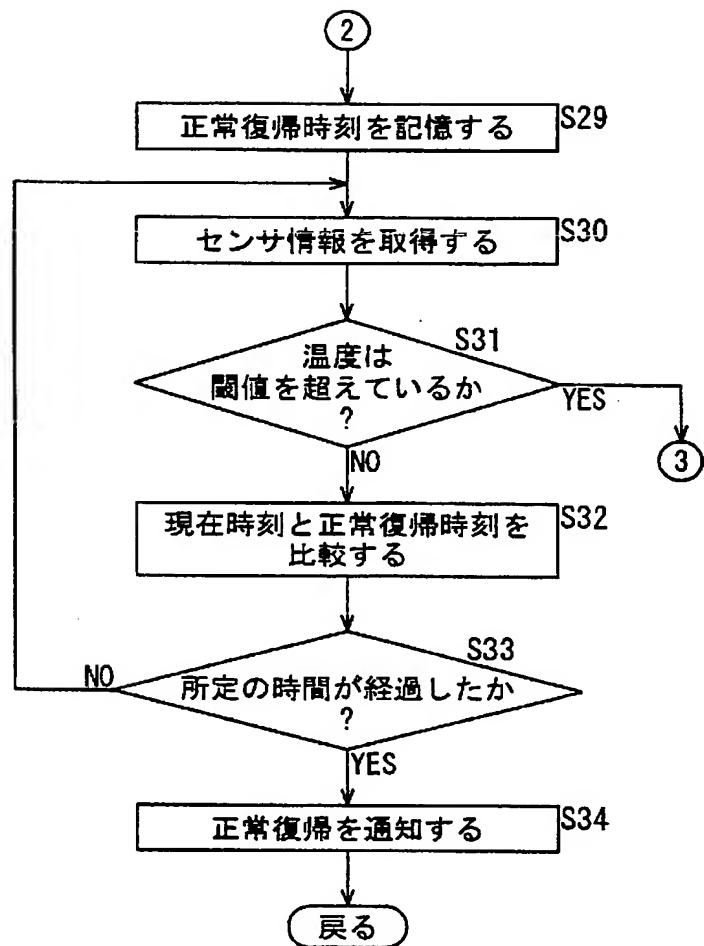 2
正常復帰時刻を記憶する
S29
センサ情報を取得する
S30
S31
温度は
閾値を超えているか
?
YES
3
NO
現在時刻と正常復帰時刻を
比較する
S32
S33
NO
所定の時間が経過したか
?
YES
正常復帰を通知する
S34
戻る